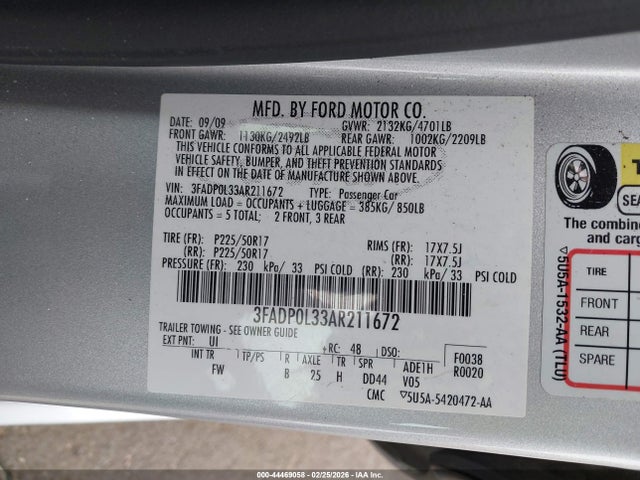 MFD. BY FORD MOTOR CO.
DATE: 09/09 GVWR: 2132KG/4701LB
FRONT GAWR: 1130KG/2492LB REAR GAWR: 1002KG/2209LB
THIS VEHICLE CONFORMS TO ALL APPLICABLE FEDERAL MOTOR
VEHICLE SAFETY, BUMPER, AND THEFT PREVENTION STANDARDS
IN EFFECT ON THE DATE OF MANUFACTURE SHOWN ABOVE.
VIN: 3FADP0L33AR211672 TYPE: Passenger Car
MAXIMUM LOAD = OCCUPANTS + LUGGAGE = 385KG/ 850LB
OCCUPANTS = 5 TOTAL; 2 FRONT, 3 REAR
TIRE (FR): P225/50R17 RIMS (FR): 17X7.5J
(RR): P225/50R17 (RR): 17X7.5J
PRESSURE (FR): 230 kPa/ 33 PSI COLD (RR): 230 kPa/ 33 PSI COLD
3FADP0L33AR211672
TRAILER TOWING - SEE OWNER GUIDE
EXT PNT: UI RC: 48 DSO: F0038
INT TR TP/PS R AXLE TR SPR ADE1H R0020
FW B 25 H DD44 V05
CMC ▽5U5A-5420472-AA
SEA
The combine
and carg
TIRE
FRONT
REAR
SPARE
▽5U5A-1532-AA (TLU)
000-44469058 - 02/25/2026 - IAA Inc.